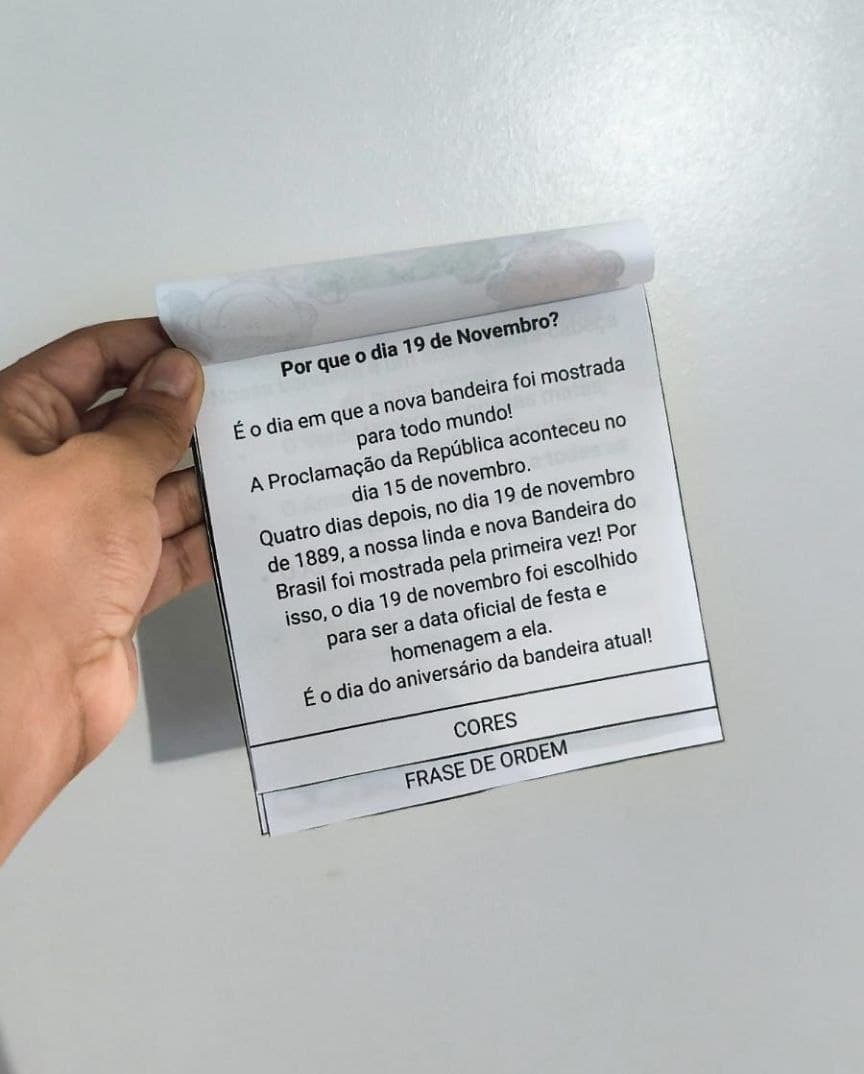 Por que o dia 19 de Novembro?
É o dia em que a nova bandeira foi mostrada
para todo mundo!
A Proclamação da República aconteceu no
dia 15 de novembro.
Quatro dias depois, no dia 19 de novembro
de 1889, a nossa linda e nova Bandeira do
Brasil foi mostrada pela primeira vez! Por
isso, o dia 19 de novembro foi escolhido
para ser a data oficial de festa e
homenagem a ela.
É o dia do aniversário da bandeira atual!
CORES
FRASE DE ORDEM